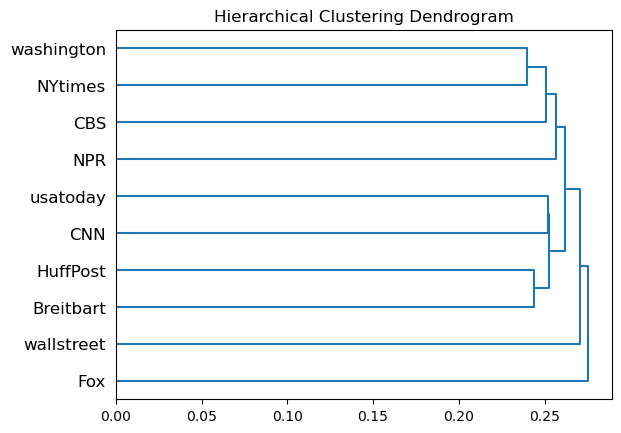 Hierarchical Clustering Dendrogram
washington
NYtimes
CBS
NPR
usatoday
CNN
HuffPost
Breitbart
wallstreet
Fox
0.00 0.05 0.10 0.15 0.20 0.25